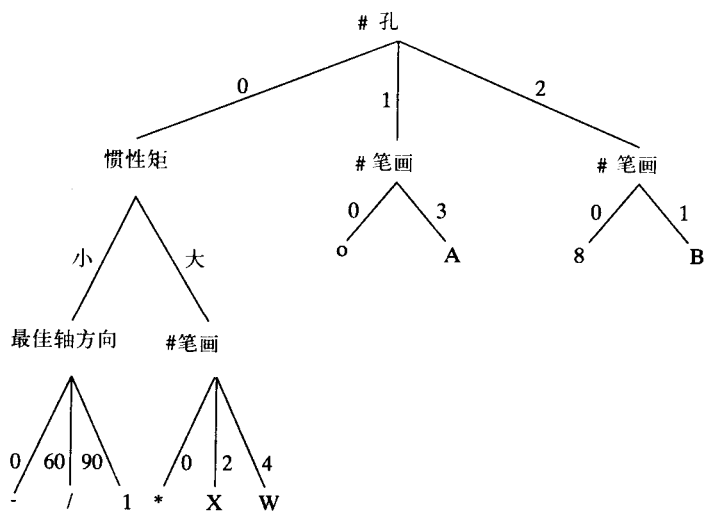 # 孔
0 1 2
惯性矩 # 笔画 # 笔画
0 3 0 1
小 大 o A 8 B
最佳轴方向 #笔画
0 60 90 0 2 4
- / 1 * X W